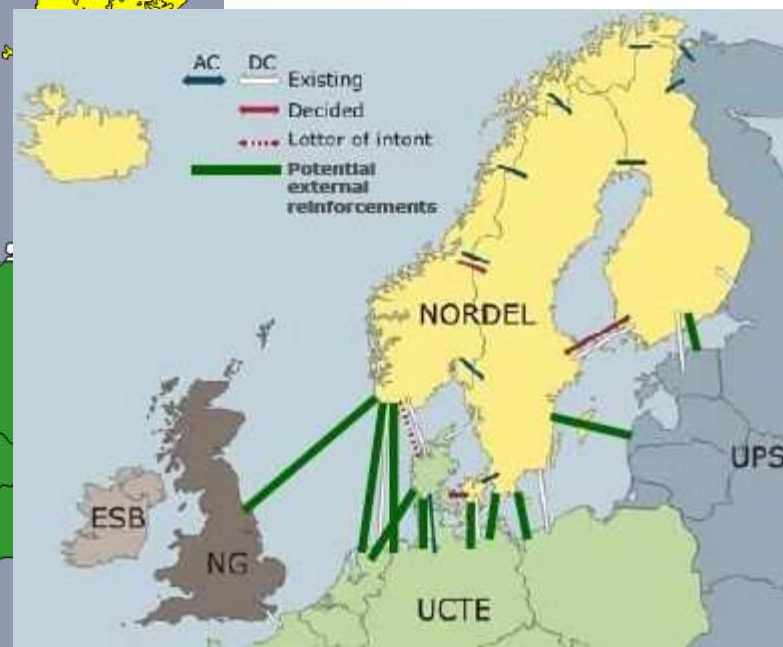 AC DC
Existing
Decided
Lottor of intont
Potential
external
reinforcements
NORDEL
UPS
ESB
NG
UCTE